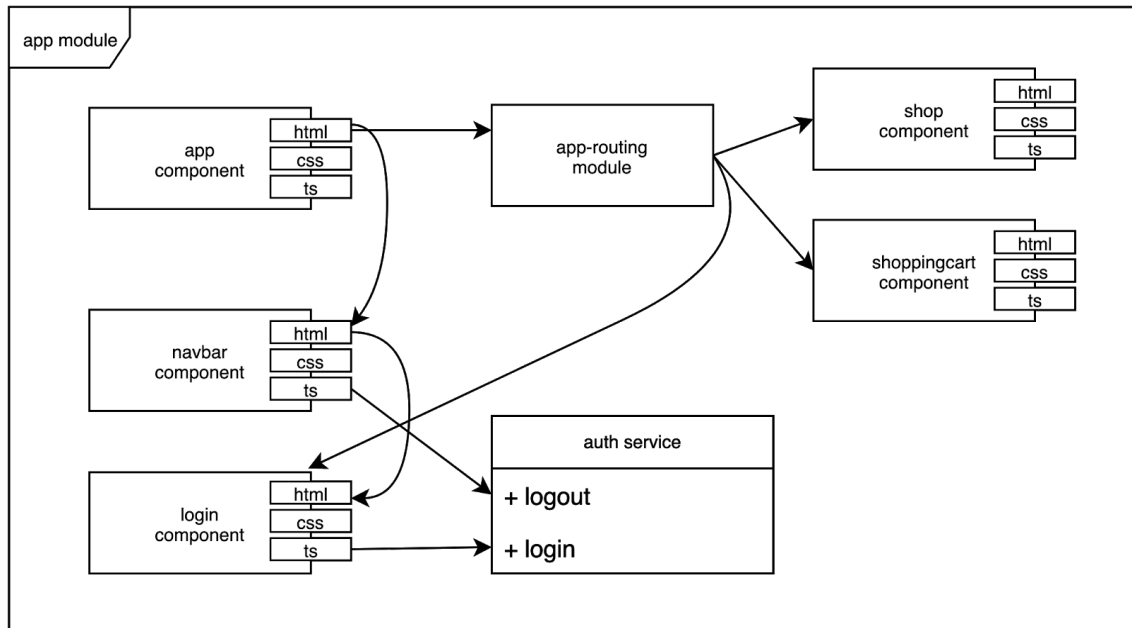 app module
app
component
html
css
ts
app-routing
module
shop
component
html
css
ts
shoppingcart
component
html
css
ts
navbar
component
html
css
ts
auth service
+ logout
+ login
login
component
html
css
ts